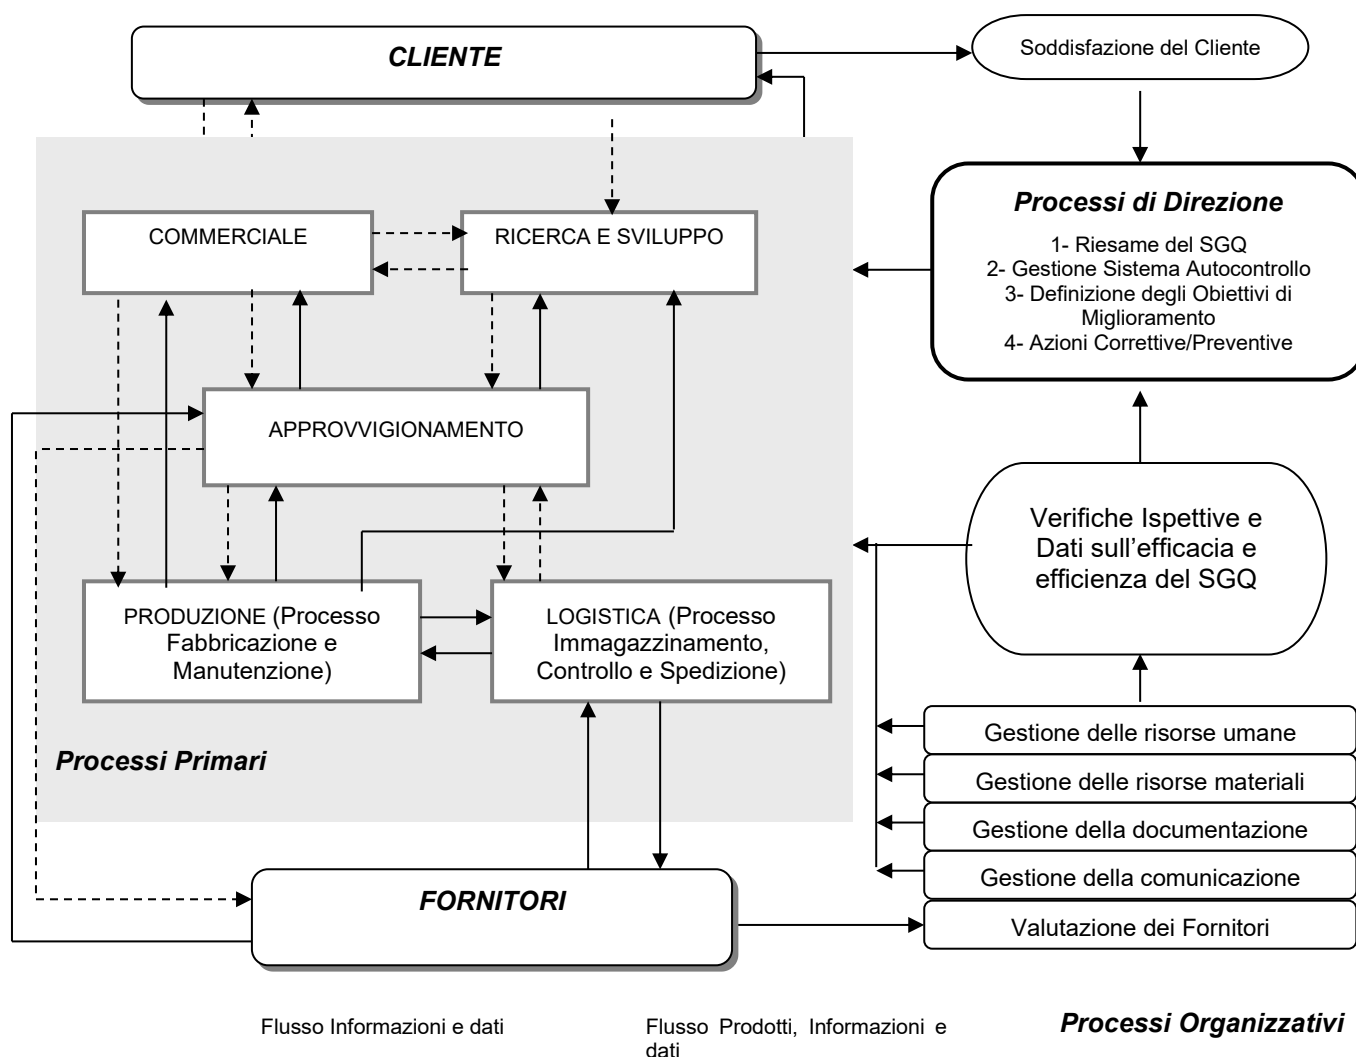 CLIENTE
Soddisfazione del Cliente
Processi di Direzione
1- Riesame del SGQ
2- Gestione Sistema Autocontrollo
3- Definizione degli Obiettivi di
Miglioramento
4- Azioni Correttive/Preventive
COMMERCIALE
RICERCA E SVILUPPO
APPROVVIGIONAMENTO
Verifiche Ispettive e
Dati sull'efficacia e
efficienza del SGQ
PRODUZIONE (Processo
Fabbricazione e
Manutenzione)
LOGISTICA (Processo
Immagazzinamento,
Controllo e Spedizione)
Processi Primari
Gestione delle risorse umane
Gestione delle risorse materiali
Gestione della documentazione
Gestione della comunicazione
Valutazione dei Fornitori
FORNITORI
Flusso Informazioni e dati
Flusso Prodotti, Informazioni e
dati
Processi Organizzativi